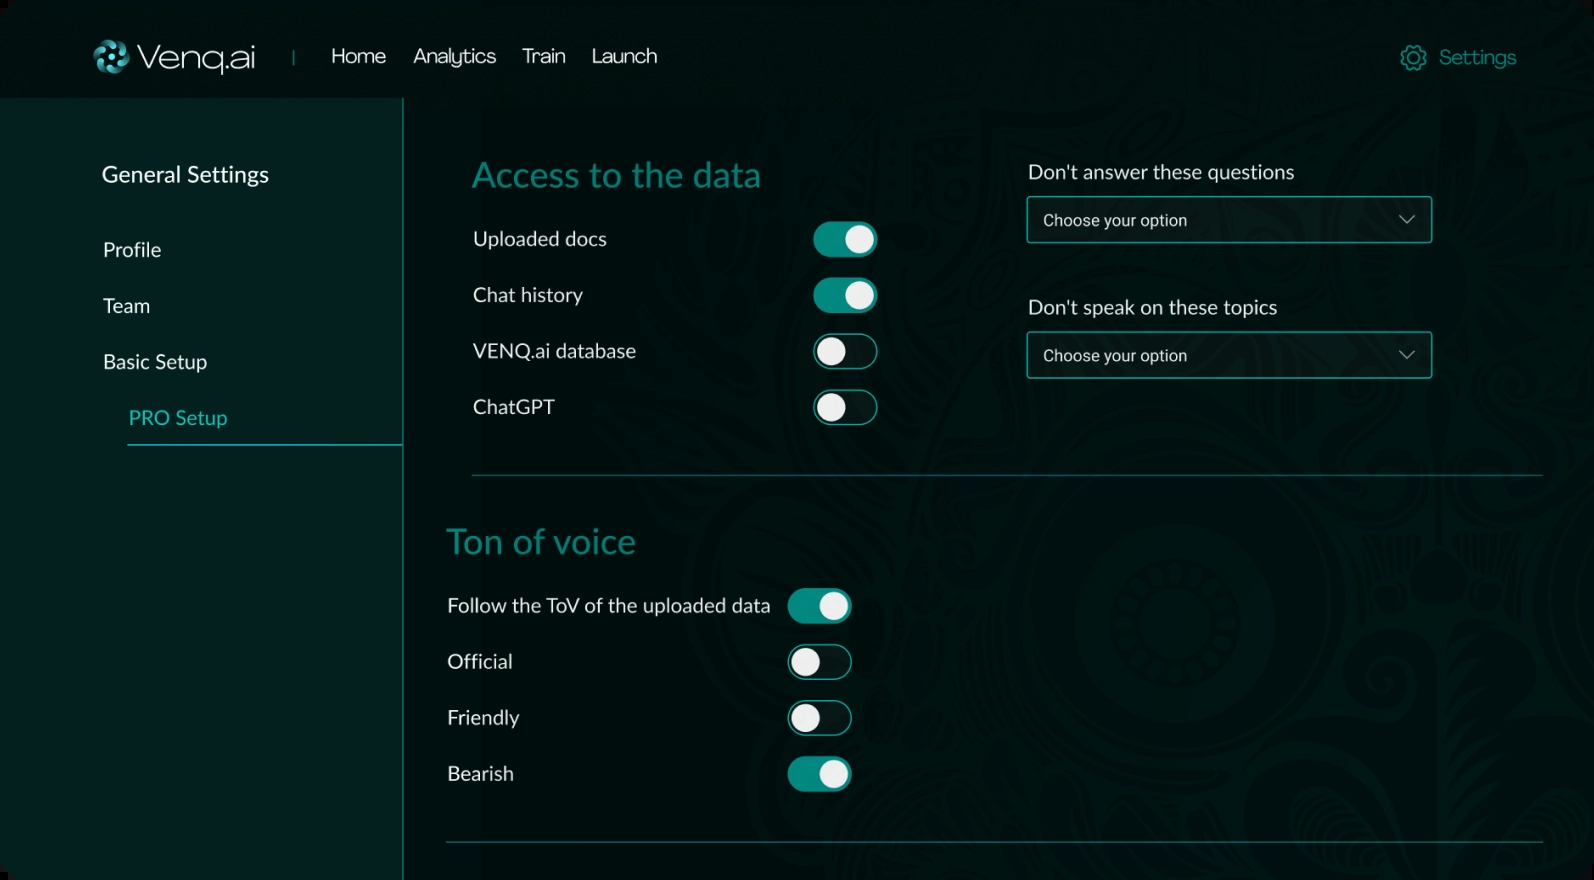 Venq.ai | Home Analytics Train Launch Settings
General Settings
Profile
Team
Basic Setup
PRO Setup
Access to the data
Uploaded docs
Chat history
VENQ.ai database
ChatGPT
Don't answer these questions
Choose your option
Don't speak on these topics
Choose your option
Ton of voice
Follow the ToV of the uploaded data
Official
Friendly
Bearish